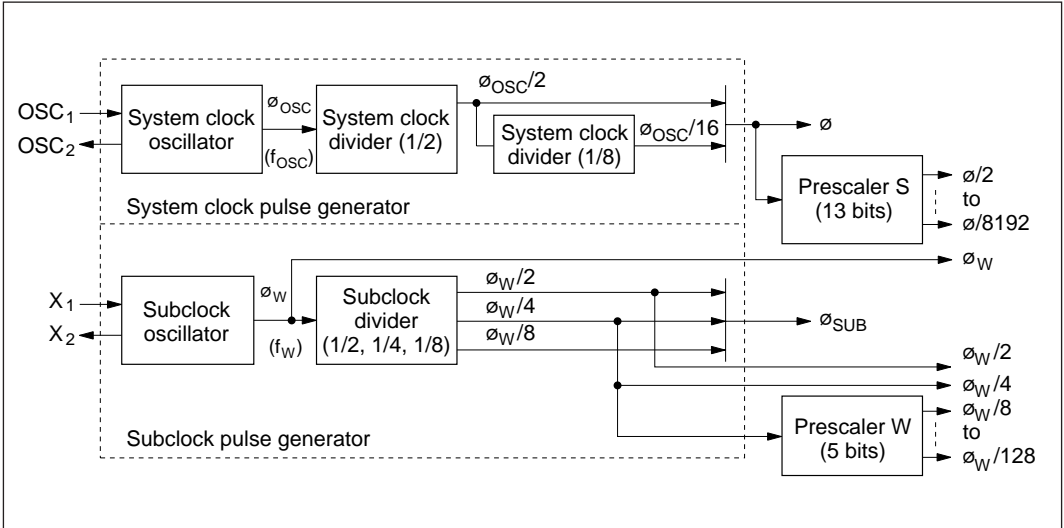 OSC1
OSC2
System clock
oscillator
øOSC
(fOSC)
System clock
divider (1/2)
øOSC/2
System clock
divider (1/8)
øOSC/16
ø
Prescaler S
(13 bits)
ø/2
to
ø/8192
System clock pulse generator
øW
X1
X2
Subclock
oscillator
øW
(fW)
Subclock
divider
(1/2, 1/4, 1/8)
øW/2
øW/4
øW/8
øSUB
øW/2
øW/4
Prescaler W
(5 bits)
øW/8
to
øW/128
Subclock pulse generator